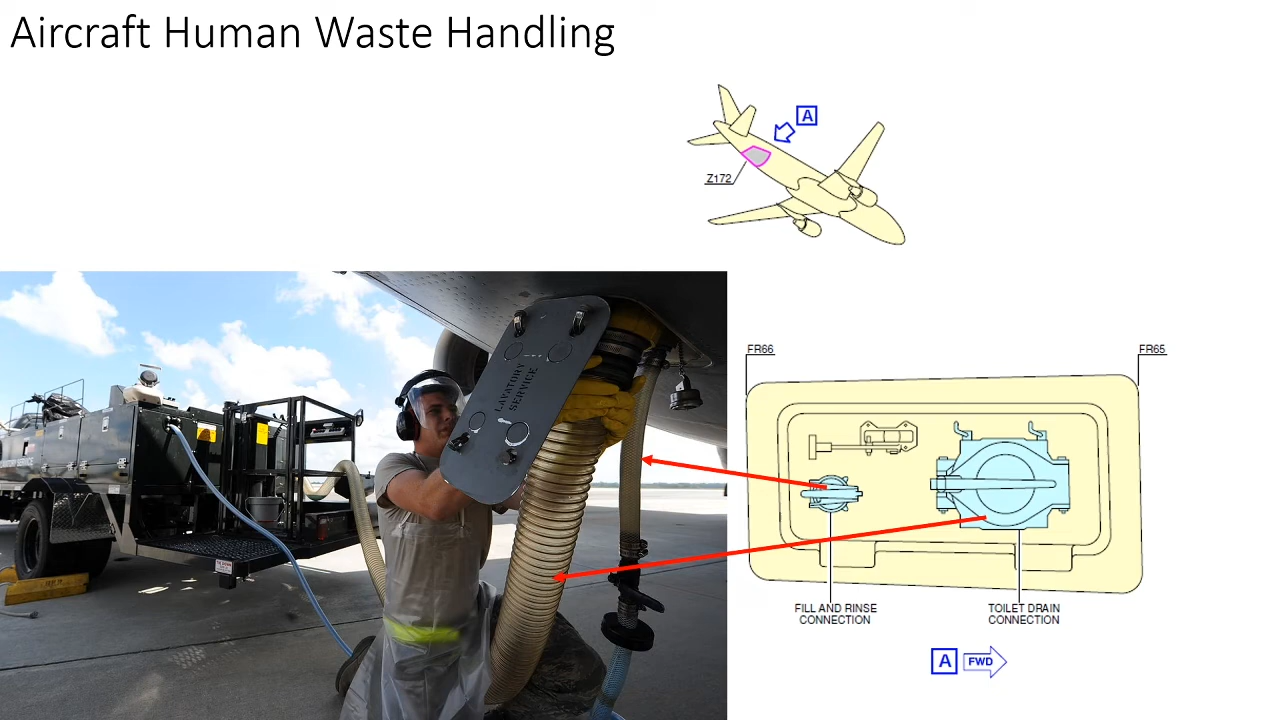 Aircraft Human Waste Handling
A
Z172
LAVATORY
SERVICE
FR66
FR65
FILL AND RINSE
CONNECTION
TOILET DRAIN
CONNECTION
A
FWD